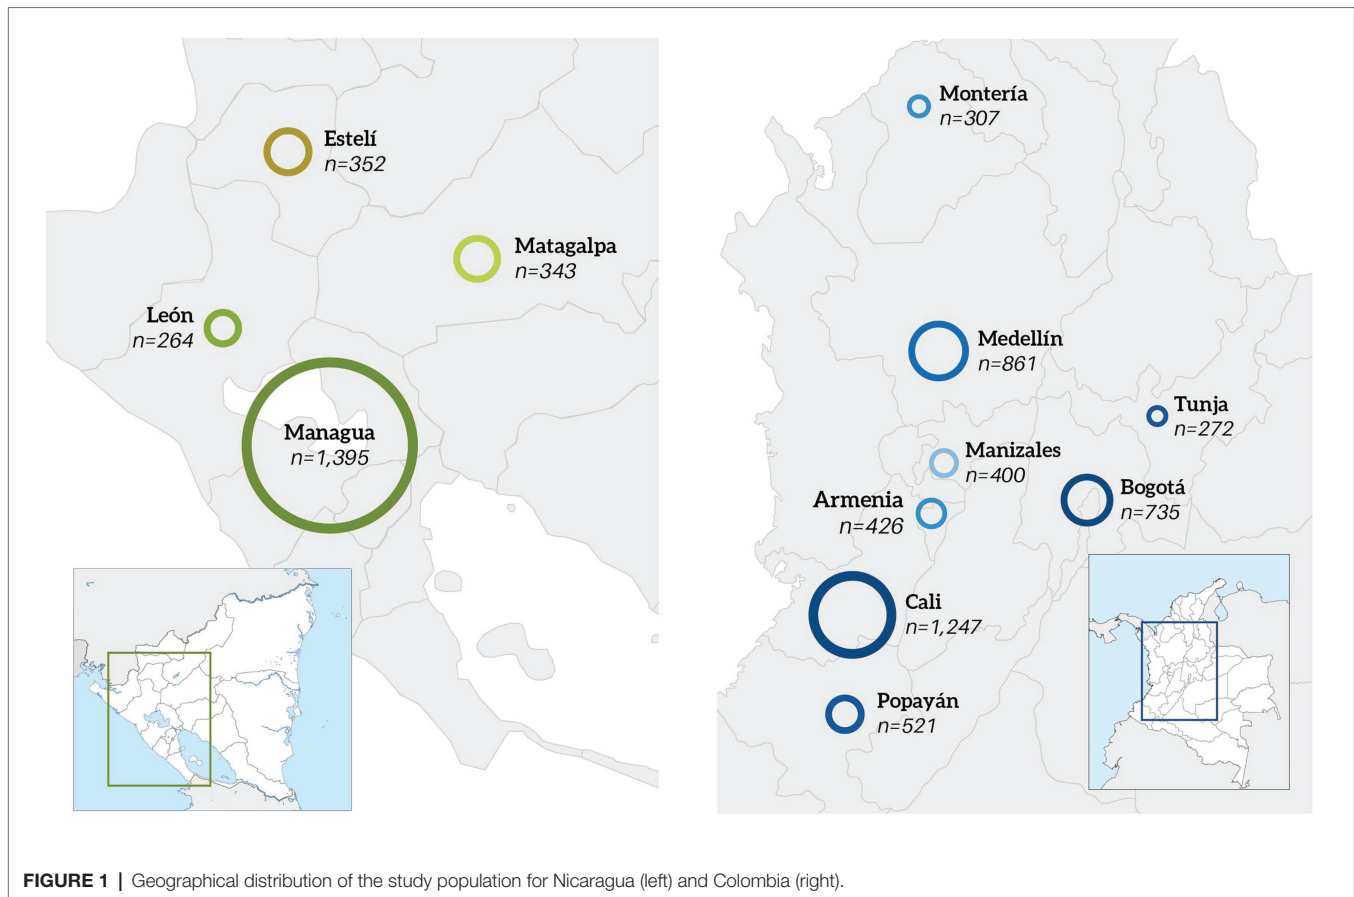 Estelí
n=352
Matagalpa
n=343
León
n=264
Managua
n=1,395
Montería
n=307
Medellín
n=861
Tunja
n=272
Manizales
n=400
Bogotá
n=735
Armenia
n=426
Cali
n=1,247
Popayán
n=521
FIGURE 1 | Geographical distribution of the study population for Nicaragua (left) and Colombia (right).